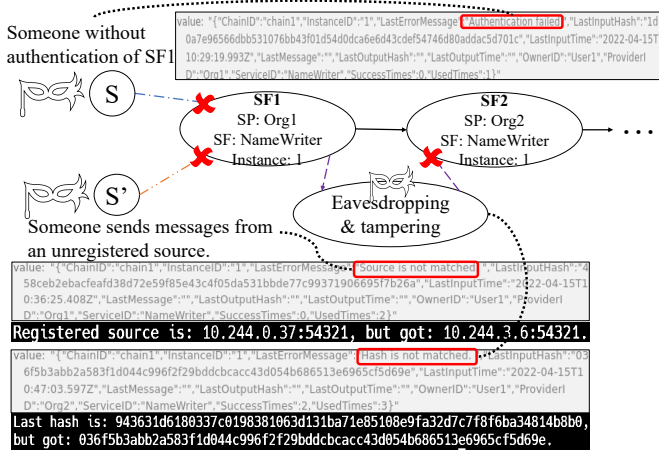 value: "{"ChainID":"chain1","InstanceID":"1","LastErrorMessage":"Authentication failed.","LastInputHash":"1d
0a7e96566dbb531076bb43f01d54d0dca6e6d43cdef54746d80addac5d701c","LastInputTime":"2022-04-15T
10:29:19.993Z","LastMessage":"","LastOutputHash":"","LastOutputTime":"","OwnerID":"User1","ProviderI
D":"Org1","ServiceID":"NameWriter","SuccessTimes":0,"UsedTimes":1}"
Someone without
authentication of SF1
S
SF1
SP: Org1
SF: NameWriter
Instance: 1
SF2
SP: Org2
SF: NameWriter
Instance: 1
...
S'
Eavesdropping
& tampering
Someone sends messages from
an unregistered source.
value: "{"ChainID":"chain1","InstanceID":"1","LastErrorMessage":"Source is not matched.","LastInputHash":"4
58ceb2ebacfeafd38d72e59f85e43c4f05da531bbde77c99371906695f7b26a","LastInputTime":"2022-04-15T1
0:36:25.408Z","LastMessage":"","LastOutputHash":"","LastOutputTime":"","OwnerID":"User1","ProviderI
D":"Org1","ServiceID":"NameWriter","SuccessTimes":0,"UsedTimes":2}"
Registered source is: 10.244.0.37:54321, but got: 10.244.3.6:54321.
value: "{"ChainID":"chain1","InstanceID":"1","LastErrorMessage":"Hash is not matched.","LastInputHash":"03
6f5b3abb2a583f1d044c996f2f29bddcbcacc43d054b686513e6965cf5d69e","LastInputTime":"2022-04-15T1
0:47:03.597Z","LastMessage":"","LastOutputHash":"","LastOutputTime":"","OwnerID":"User1","ProviderI
D":"Org2","ServiceID":"NameWriter","SuccessTimes":2,"UsedTimes":3}"
Last hash is: 943631d6180337c0198381063d131ba71e85108e9fa32d7c7f8f6ba34814b8b0,
but got: 036f5b3abb2a583f1d044c996f2f29bddcbcacc43d054b686513e6965cf5d69e.